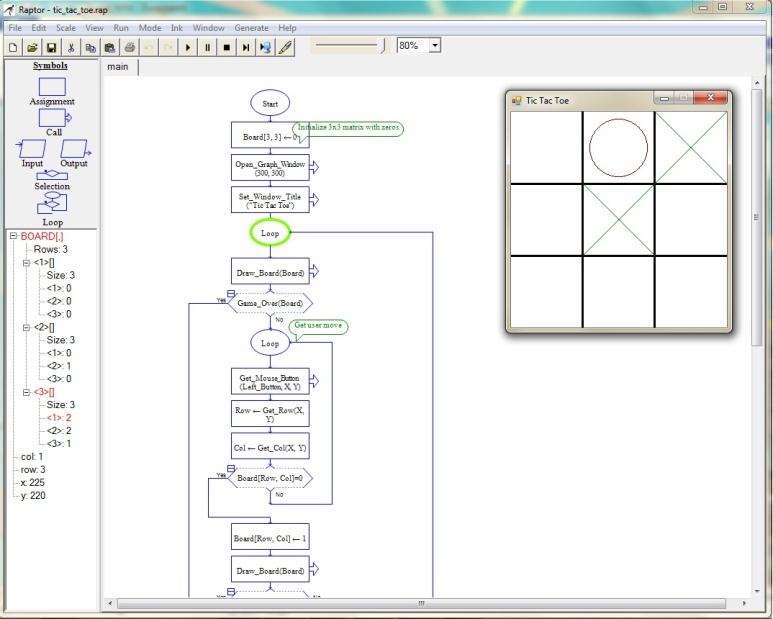 Raptor - tic_tac_toe.rap
File Edit Scale View Run Mode Ink Window Generate Help
80%
Symbols
Assignment
Call
Input Output
Selection
Loop
BOARD[,]
Rows: 3
<1>[]
Size: 3
<1>: 0
<2>: 0
<3>: 0
<2>[]
Size: 3
<1>: 0
<2>: 1
<3>: 0
<3>[]
Size: 3
<1>: 2
<2>: 2
<3>: 1
col: 1
row: 3
x: 225
y: 220
main
Start
Initialize 3x3 matrix with zeros
Board[3, 3] ← 0
Open_Graph_Window
(300, 300)
Set_Window_Title
("Tic Tac Toe")
Loop
Draw_Board(Board)
Yes
Game_Over(Board)
No
Get user move
Loop
Get_Mouse_Button
(Left_Button, X, Y)
Row ← Get_Row(X,
Y)
Col ← Get_Col(X, Y)
Yes
Board[Row, Col]=0
No
Board[Row, Col] ← 1
Draw_Board(Board)
Yes
No
Tic Tac Toe